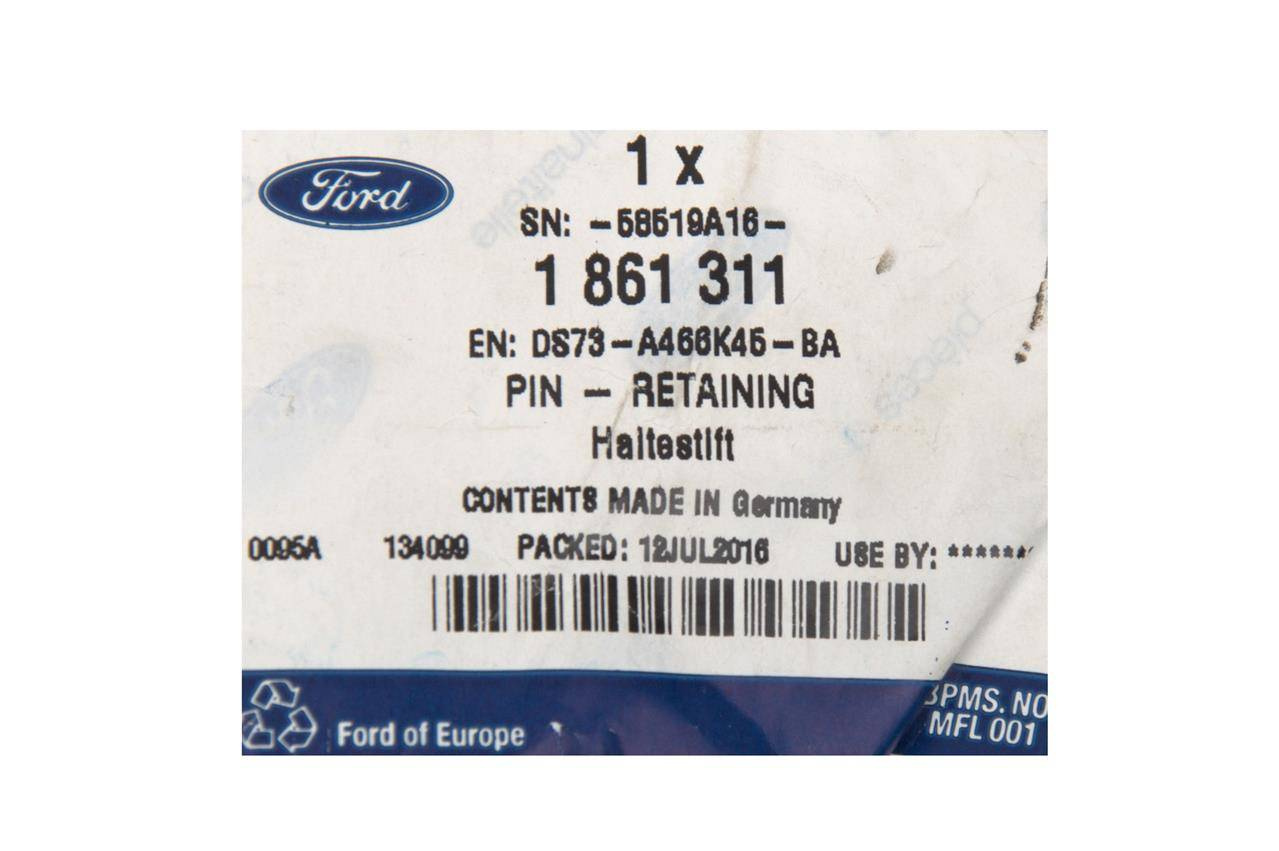 Ford
1 x
SN: -58519A16-
1 861 311
EN: DS73-A466K45-BA
PIN - RETAINING
Haltestift
CONTENTS MADE IN Germany
0095A 134099 PACKED: 12JUL2016 USE BY: ******
Ford of Europe
BPMS. NO
MFL 001